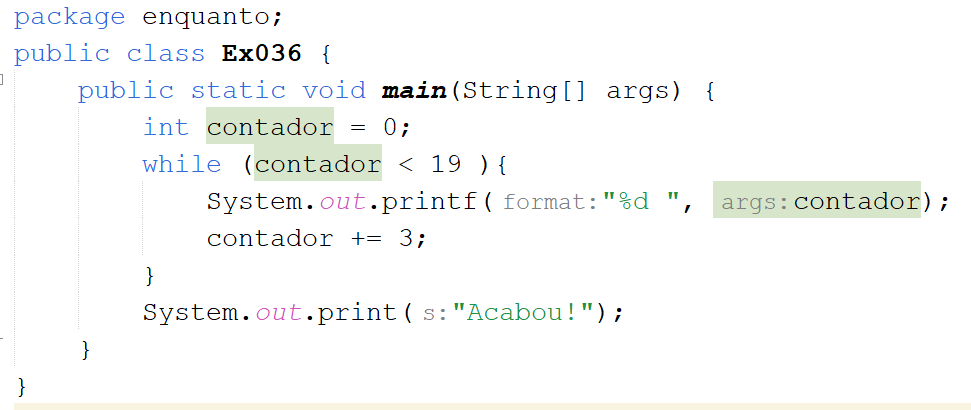 package enquanto;
public class Ex036 {
public static void main(String[] args) {
int contador = 0;
while (contador < 19 ){
System.out.printf( format:"%d ", args:contador);
contador += 3;
}
System.out.print( s:"Acabou!");
}
}